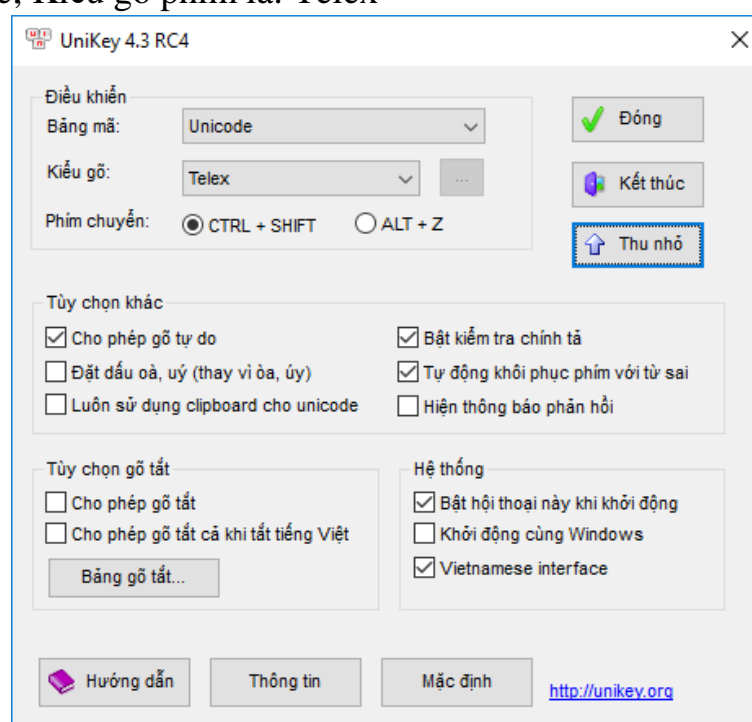 Kiểu gõ phím là: Telex
UniKey 4.3 RC4
Điều khiển
Bảng mã: Unicode
Đóng
Kiểu gõ: Telex ...
Kết thúc
Phím chuyển: CTRL + SHIFT ALT + Z
Thu nhỏ
Tùy chọn khác
Cho phép gõ tự do
Bật kiểm tra chính tả
Đặt dấu oà, uý (thay vì òa, úy)
Tự động khôi phục phím với từ sai
Luôn sử dụng clipboard cho unicode
Hiện thông báo phản hồi
Tùy chọn gõ tắt
Cho phép gõ tắt
Cho phép gõ tắt cả khi tắt tiếng Việt
Bảng gõ tắt...
Hệ thống
Bật hội thoại này khi khởi động
Khởi động cùng Windows
Vietnamese interface
Hướng dẫn
Thông tin
Mặc định
http://unikey.org